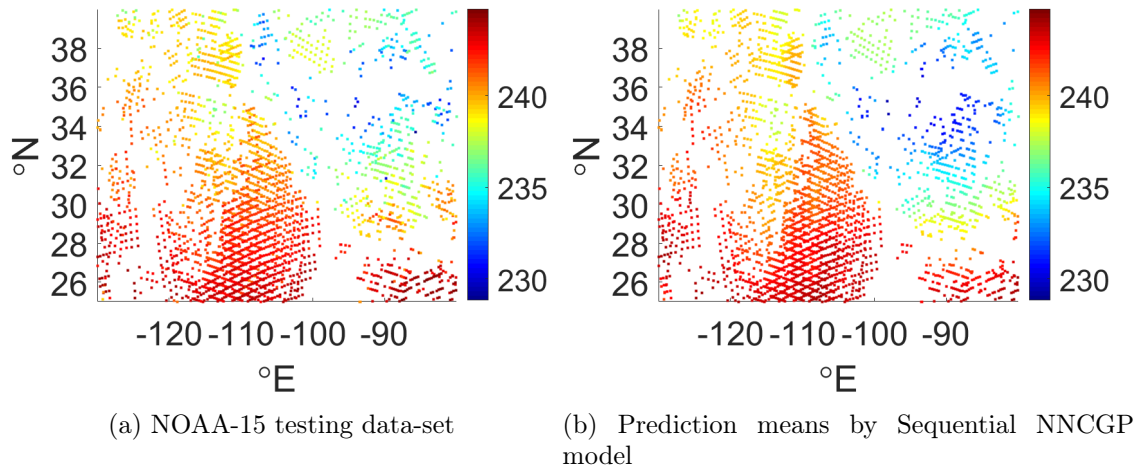 38
36
34
32
30
28
26
°N
-120 -110 -100 -90
°E
240
235
230
(a) NOAA-15 testing data-set
38
36
34
32
30
28
26
°N
-120 -110 -100 -90
°E
240
235
230
(b) Prediction means by Sequential NNCGP
model